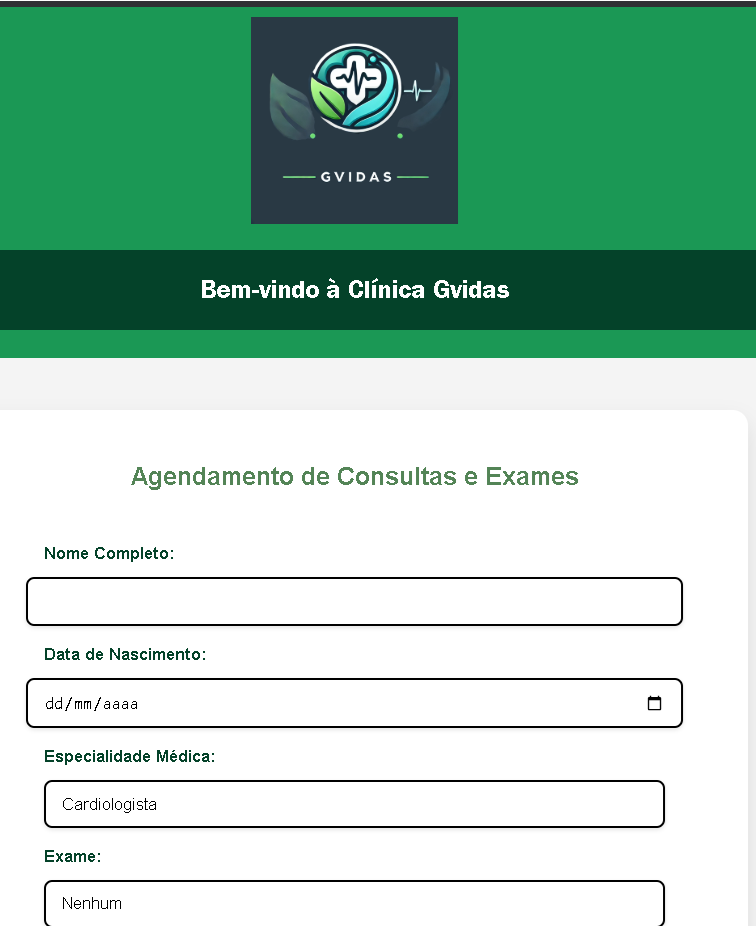 GVIDAS
Bem-vindo à Clínica Gvidas
Agendamento de Consultas e Exames
Nome Completo:
Data de Nascimento:
dd/mm/aaaa
Especialidade Médica:
Cardiologista
Exame:
Nenhum